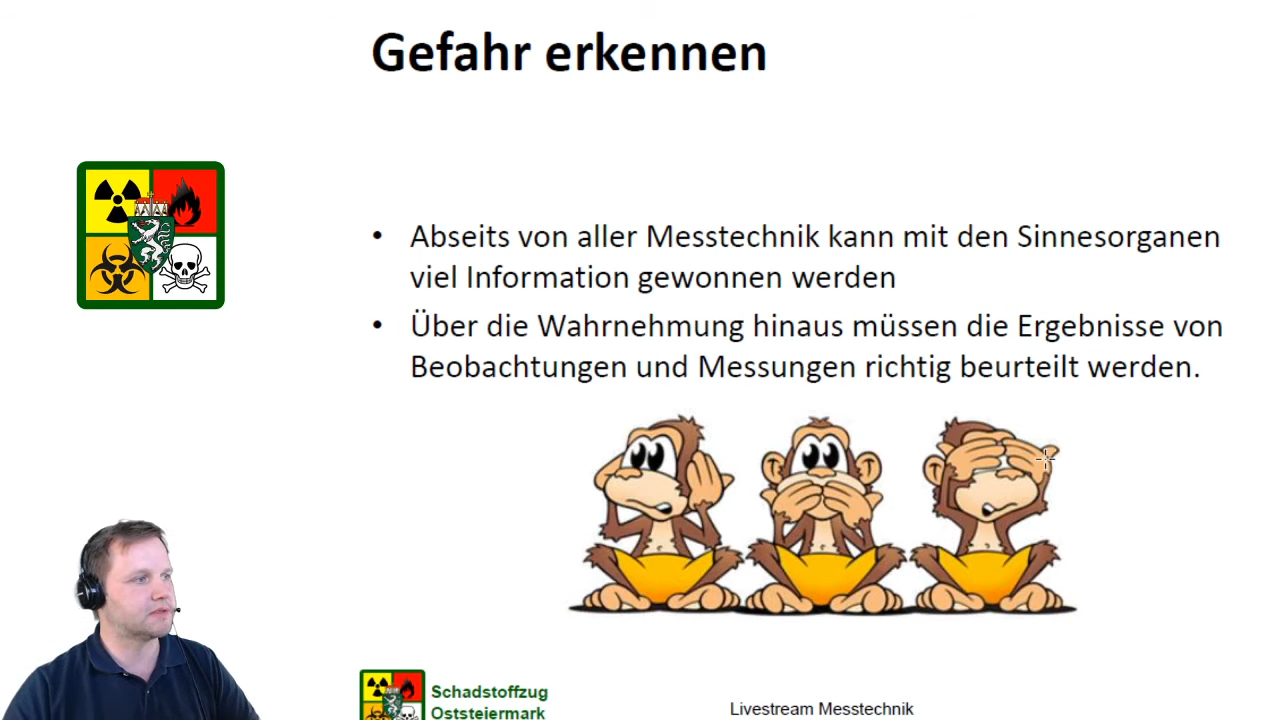 Gefahr erkennen
• Abseits von aller Messtechnik kann mit den Sinnesorganen
viel Information gewonnen werden
• Über die Wahrnehmung hinaus müssen die Ergebnisse von
Beobachtungen und Messungen richtig beurteilt werden.
Schadstoffzug
Oststeiermark
Livestream Messtechnik